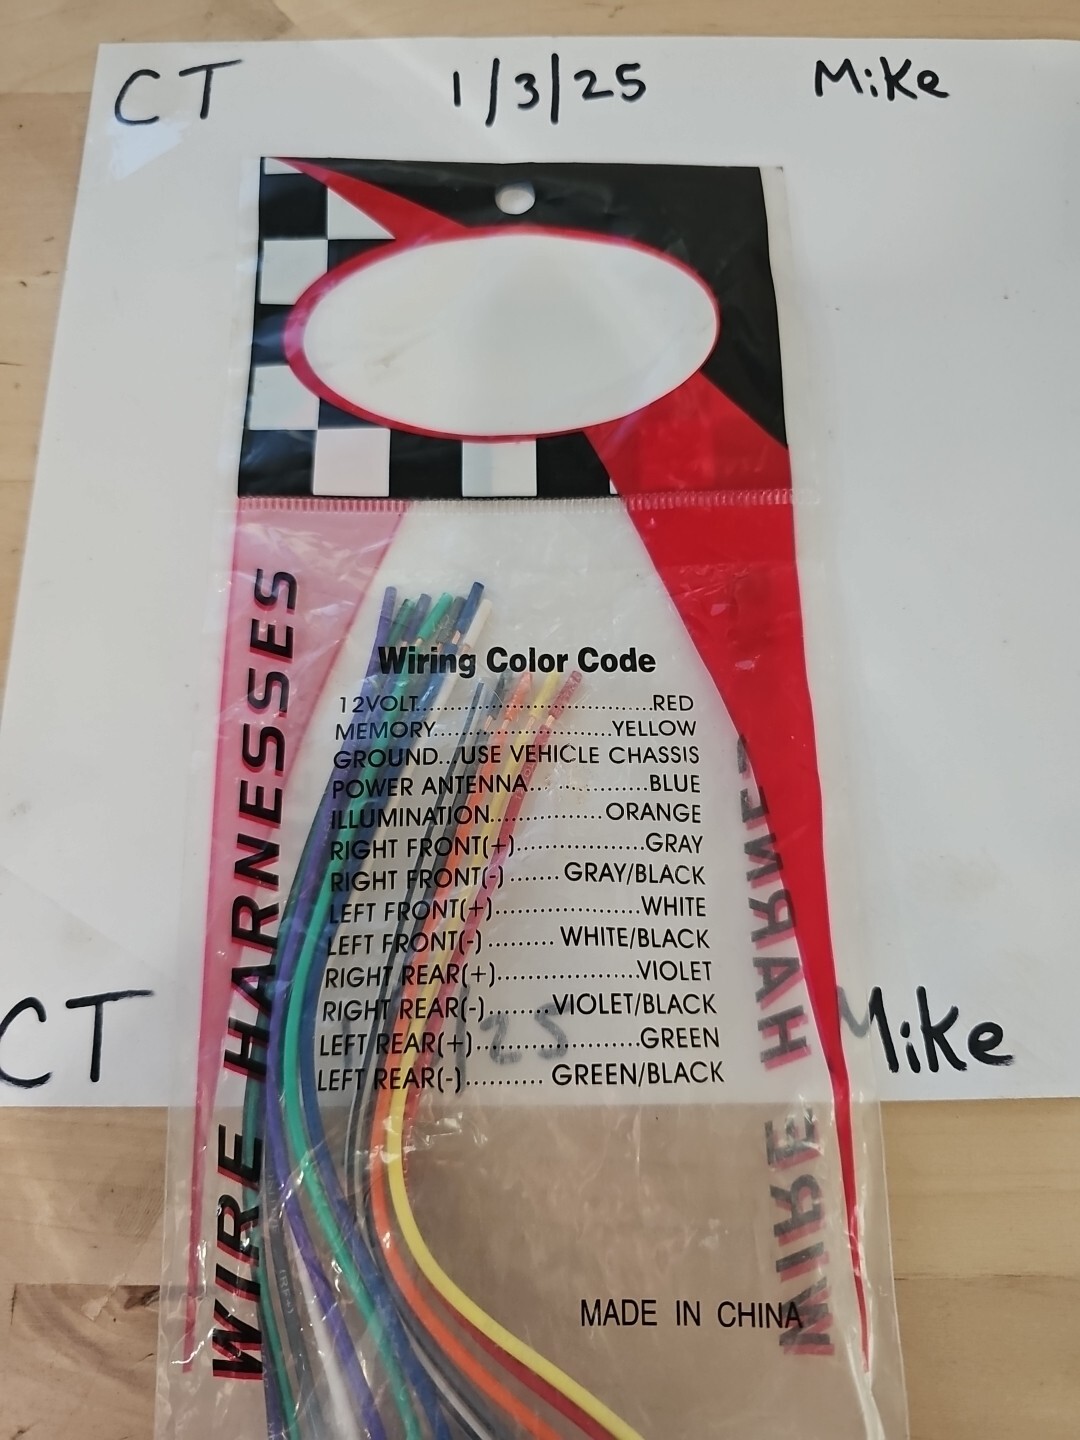 CT 1/3/25 Mike
WIRE HARNESSES
Wiring Color Code
12VOLT..............................RED
MEMORY......................YELLOW
GROUND...USE VEHICLE CHASSIS
POWER ANTENNA.................BLUE
ILLUMINATION................ORANGE
RIGHT FRONT(+)...................GRAY
RIGHT FRONT(-).......GRAY/BLACK
LEFT FRONT(+).....................WHITE
LEFT FRONT(-).........WHITE/BLACK
RIGHT REAR(+)..................VIOLET
RIGHT REAR(-)........VIOLET/BLACK
LEFT REAR(+).....................GREEN
LEFT REAR(-)..........GREEN/BLACK
CT 25 Mike
MADE IN CHINA
WIRE HARNE